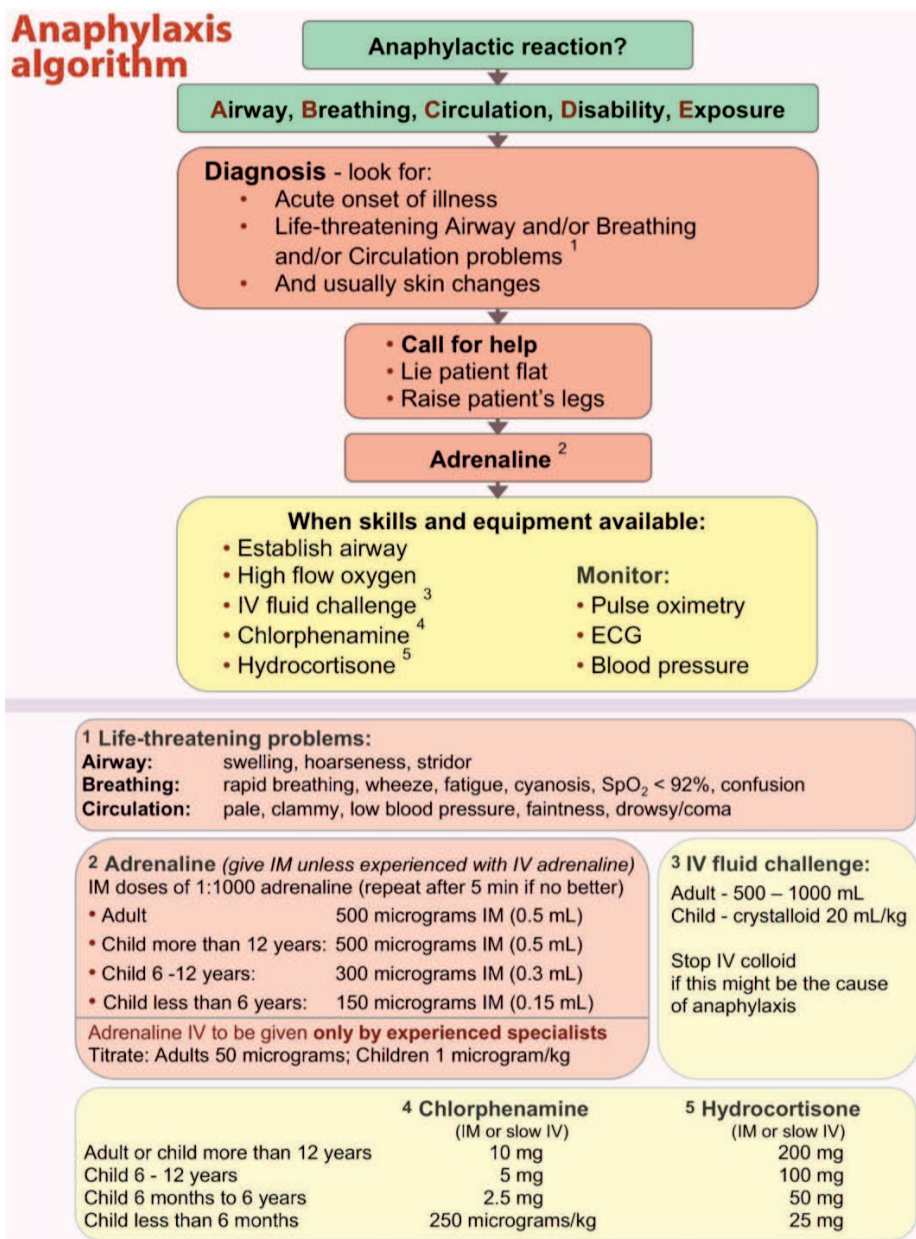 Anaphylaxis
algorithm
Anaphylactic reaction?
Airway, Breathing, Circulation, Disability, Exposure
Diagnosis - look for:
• Acute onset of illness
• Life-threatening Airway and/or Breathing
and/or Circulation problems 1
• And usually skin changes
• Call for help
• Lie patient flat
• Raise patient's legs
Adrenaline 2
When skills and equipment available:
• Establish airway
• High flow oxygen
• IV fluid challenge 3
• Chlorphenamine 4
• Hydrocortisone 5
Monitor:
• Pulse oximetry
• ECG
• Blood pressure
1 Life-threatening problems:
Airway: swelling, hoarseness, stridor
Breathing: rapid breathing, wheeze, fatigue, cyanosis, SpO2 < 92%, confusion
Circulation: pale, clammy, low blood pressure, faintness, drowsy/coma
2 Adrenaline (give IM unless experienced with IV adrenaline)
IM doses of 1:1000 adrenaline (repeat after 5 min if no better)
• Adult 500 micrograms IM (0.5 mL)
• Child more than 12 years: 500 micrograms IM (0.5 mL)
• Child 6 -12 years: 300 micrograms IM (0.3 mL)
• Child less than 6 years: 150 micrograms IM (0.15 mL)
Adrenaline IV to be given only by experienced specialists
Titrate: Adults 50 micrograms; Children 1 microgram/kg
3 IV fluid challenge:
Adult - 500 – 1000 mL
Child - crystalloid 20 mL/kg
Stop IV colloid
if this might be the cause
of anaphylaxis
4 Chlorphenamine 5 Hydrocortisone
(IM or slow IV) (IM or slow IV)
Adult or child more than 12 years 10 mg 200 mg
Child 6 - 12 years 5 mg 100 mg
Child 6 months to 6 years 2.5 mg 50 mg
Child less than 6 months 250 micrograms/kg 25 mg